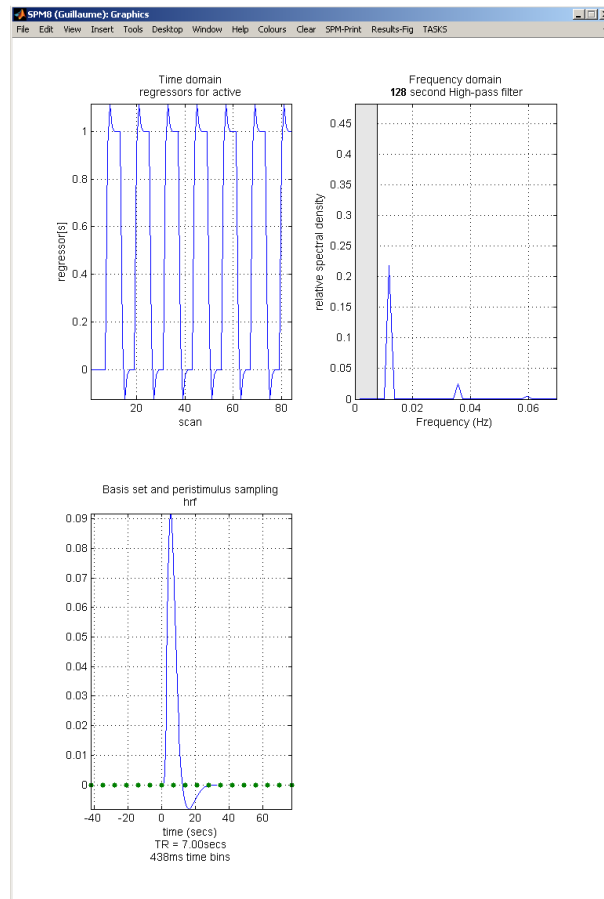 SPM8 (Guillaume): Graphics
File Edit View Insert Tools Desktop Window Help Colours Clear SPM-Print Results-Fig TASKS
Time domain
regressors for active
1
0.8
0.6
0.4
0.2
0
regressor[s]
20 40 60 80
scan
Frequency domain
128 second High-pass filter
0.45
0.4
0.35
0.3
0.25
0.2
0.15
0.1
0.05
0
relative spectral density
0.02 0.04 0.06
Frequency (Hz)
Basis set and peristimulus sampling
hrf
0.09
0.08
0.07
0.06
0.05
0.04
0.03
0.02
0.01
0
-40 -20 0 20 40 60
time (secs)
TR = 7.00secs
438ms time bins